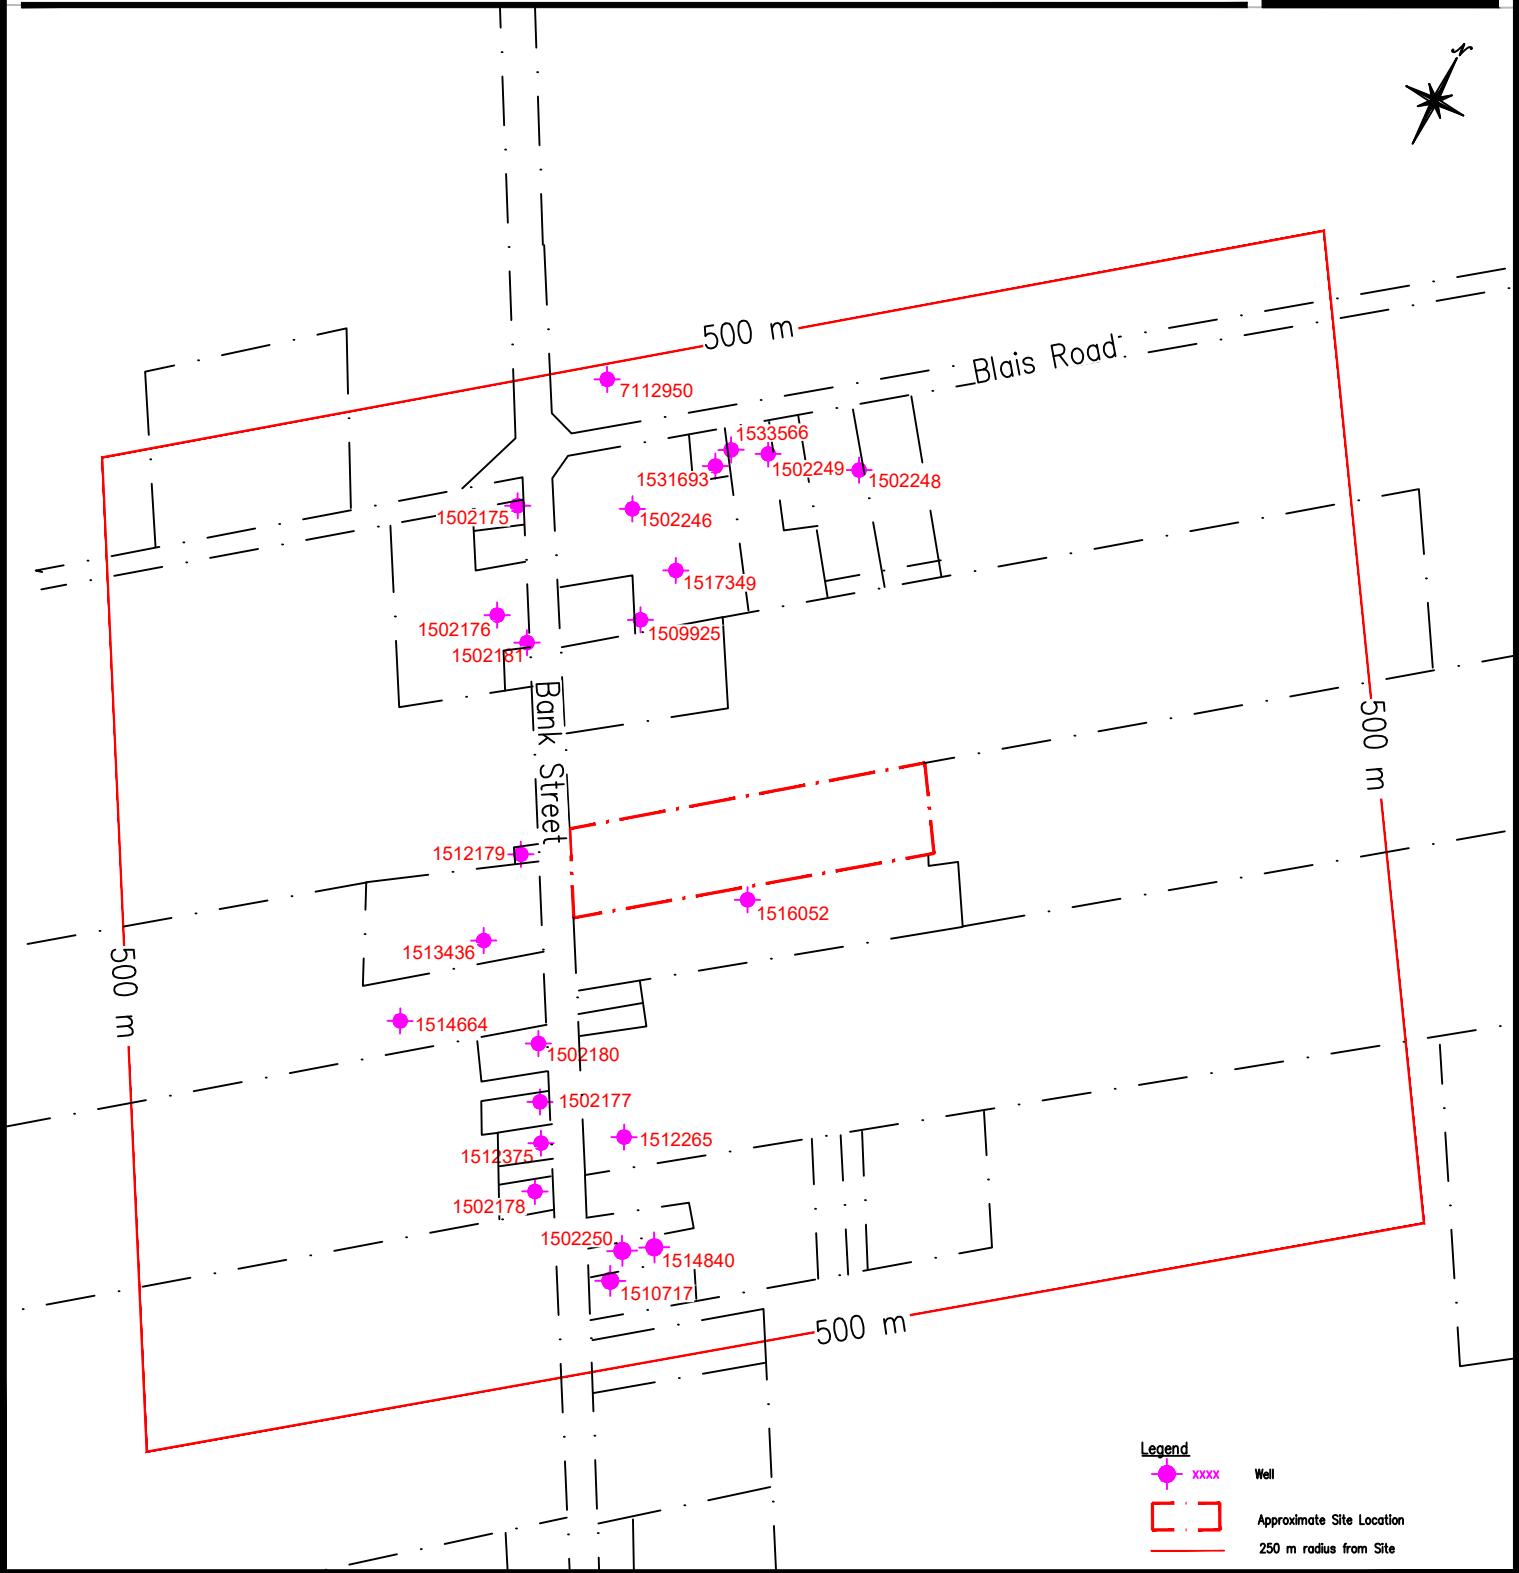 N
500 m
Blais Road
7112950
1533566
1531693
1502249
1502248
1502175
1502246
1517349
1502176
1509925
1502181
Bank Street
500 m
1512179
1516052
1513436
500 m
1514664
1502180
1502177
1512265
1512375
1502178
1502250
1514840
1510717
500 m
Legend
xxxx Well
Approximate Site Location
250 m radius from Site